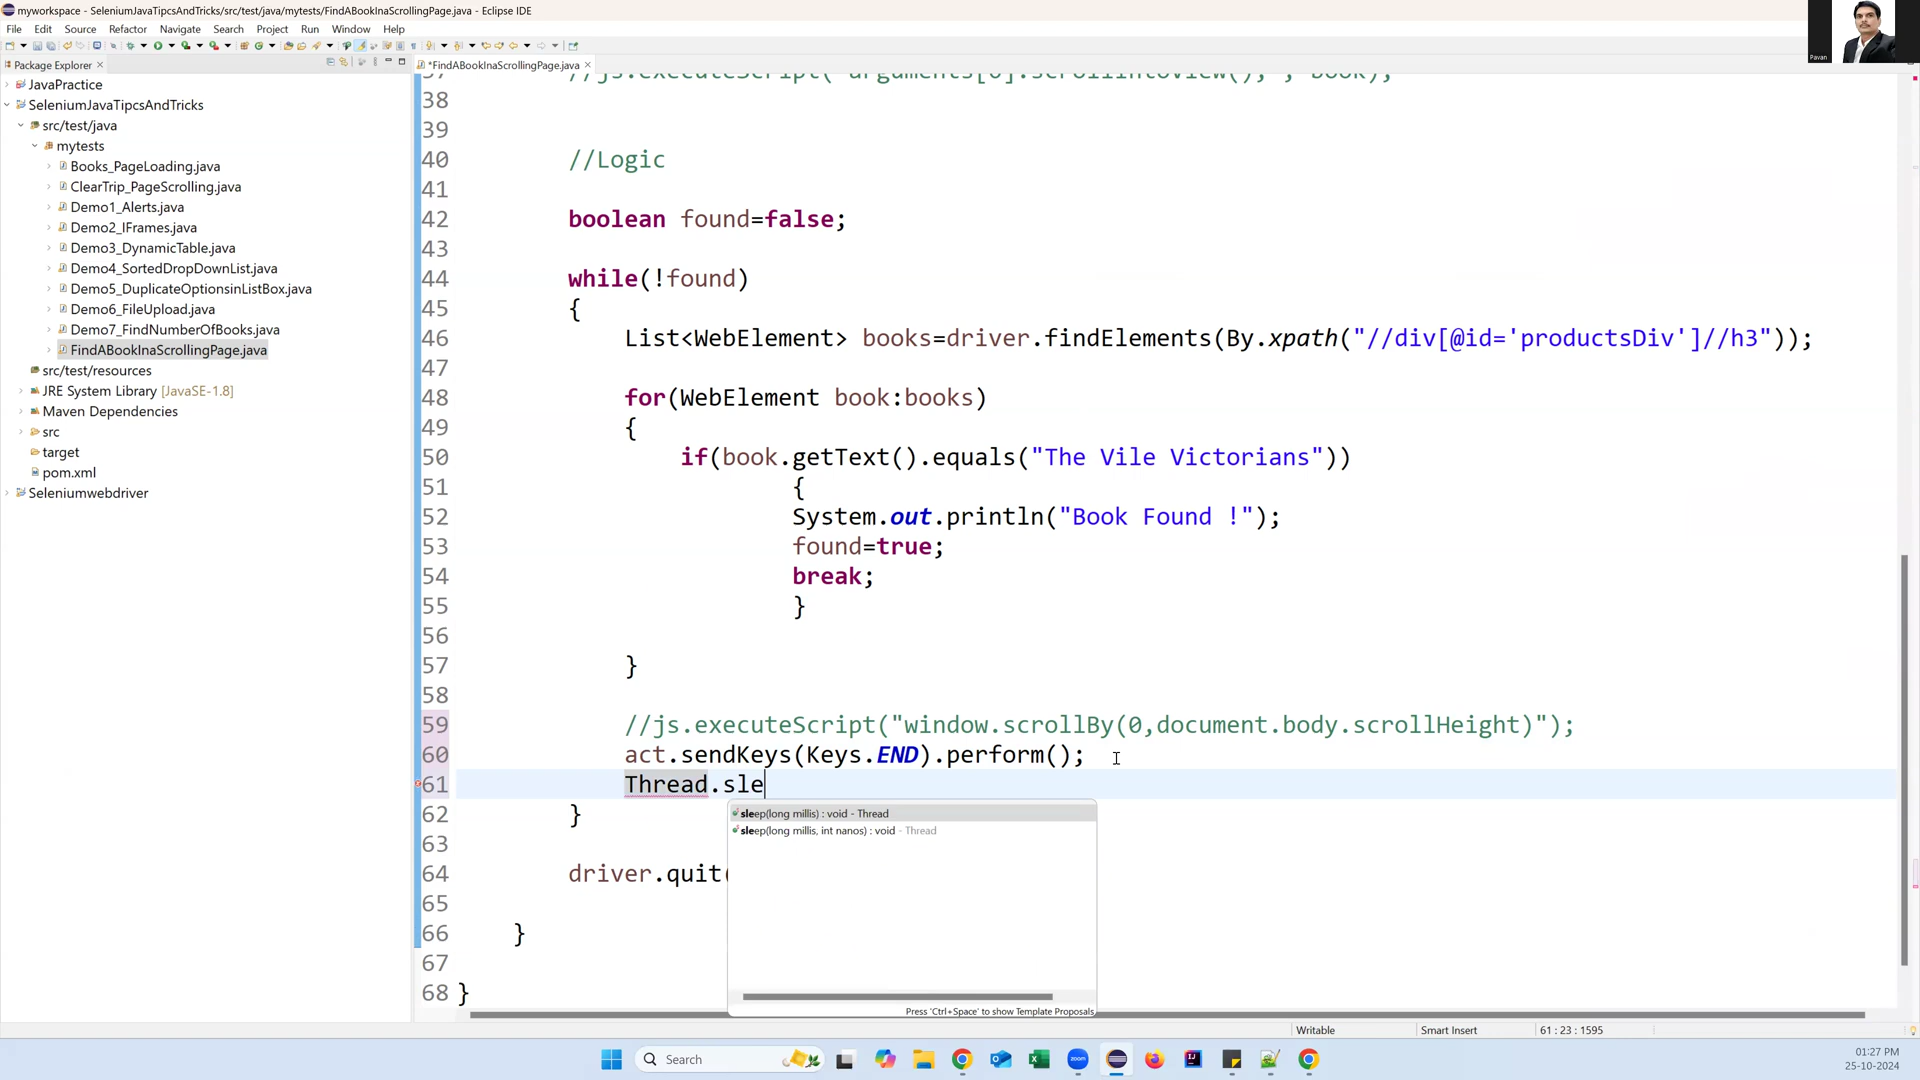 myworkspace - SeleniumJavaTipcsAndTricks/src/test/java/mytests/FindABookInaScrollingPage.java - Eclipse IDE
File Edit Source Refactor Navigate Search Project Run Window Help
Pavan
Package Explorer
*FindABookInaScrollingPage.java
JavaPractice
SeleniumJavaTipcsAndTricks
src/test/java
mytests
Books_PageLoading.java
ClearTrip_PageScrolling.java
Demo1_Alerts.java
Demo2_IFrames.java
Demo3_DynamicTable.java
Demo4_SortedDropDownList.java
Demo5_DuplicateOptionsinListBox.java
Demo6_FileUpload.java
Demo7_FindNumberOfBooks.java
FindABookInaScrollingPage.java
src/test/resources
JRE System Library [JavaSE-1.8]
Maven Dependencies
src
target
pom.xml
Seleniumwebdriver
37 //js.executeScript("arguments[0].scrollIntoView();", book);
38
39
40 //Logic
41
42 boolean found=false;
43
44 while(!found)
45 {
46 List<WebElement> books=driver.findElements(By.xpath("//div[@id='productsDiv']//h3"));
47
48 for(WebElement book:books)
49 {
50 if(book.getText().equals("The Vile Victorians"))
51 {
52 System.out.println("Book Found !");
53 found=true;
54 break;
55 }
56
57 }
58
59 //js.executeScript("window.scrollBy(0,document.body.scrollHeight)");
60 act.sendKeys(Keys.END).perform();
61 Thread.sle
62 }
63
64 driver.quit(
65
66 }
67
68 }
sleep(long millis) : void - Thread
sleep(long millis, int nanos) : void - Thread
Press 'Ctrl+Space' to show Template Proposals
Writable
Smart Insert
61 : 23 : 1595
Search
zoom
01:27 PM
25-10-2024